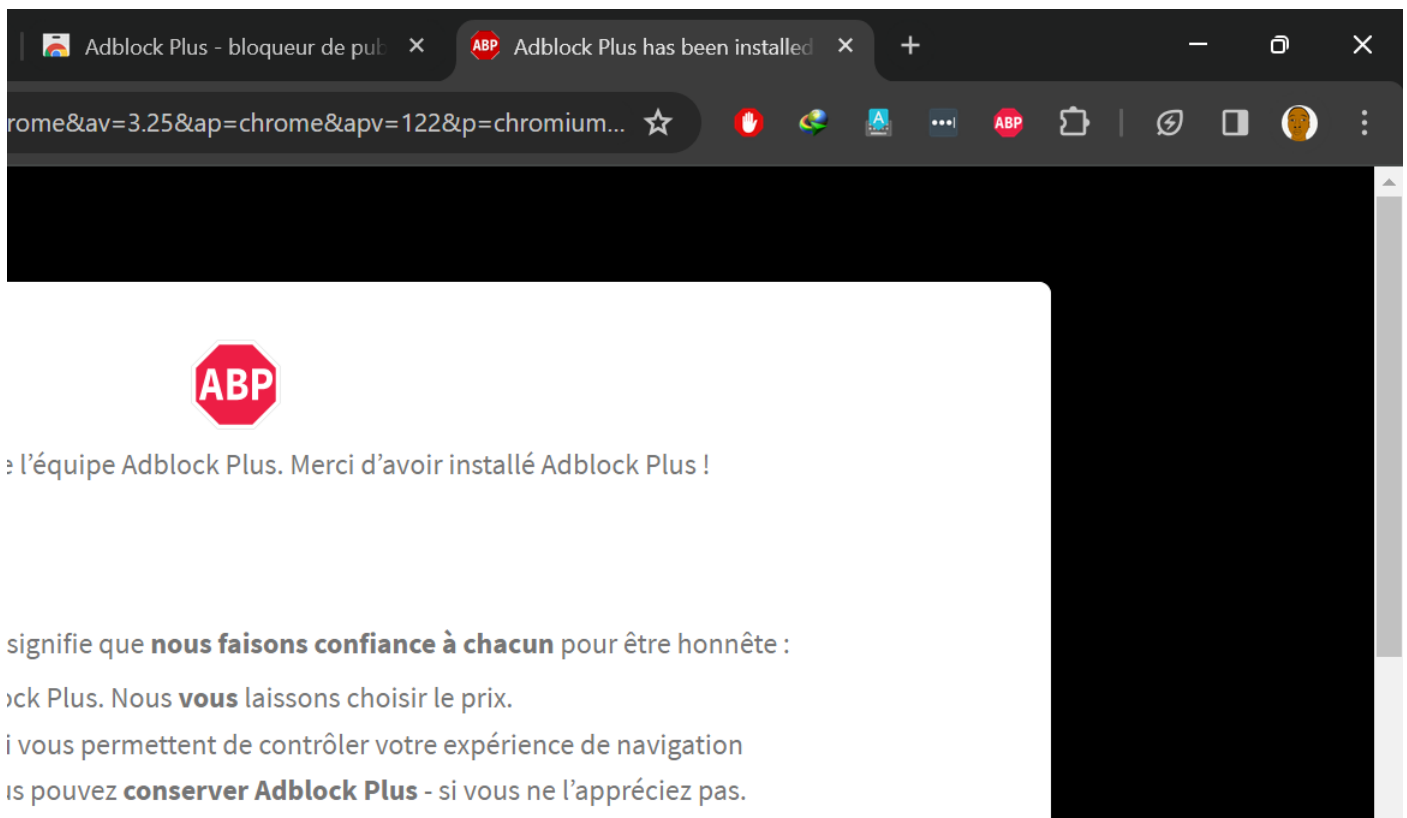 Adblock Plus - bloqueur de pub
ABP Adblock Plus has been installed
rome&av=3.25&ap=chrome&apv=122&p=chromium...
A
ABP
ABP
e l’équipe Adblock Plus. Merci d’avoir installé Adblock Plus !
signifie que nous faisons confiance à chacun pour être honnête :
ock Plus. Nous vous laissons choisir le prix.
i vous permettent de contrôler votre expérience de navigation
us pouvez conserver Adblock Plus - si vous ne l’appréciez pas.